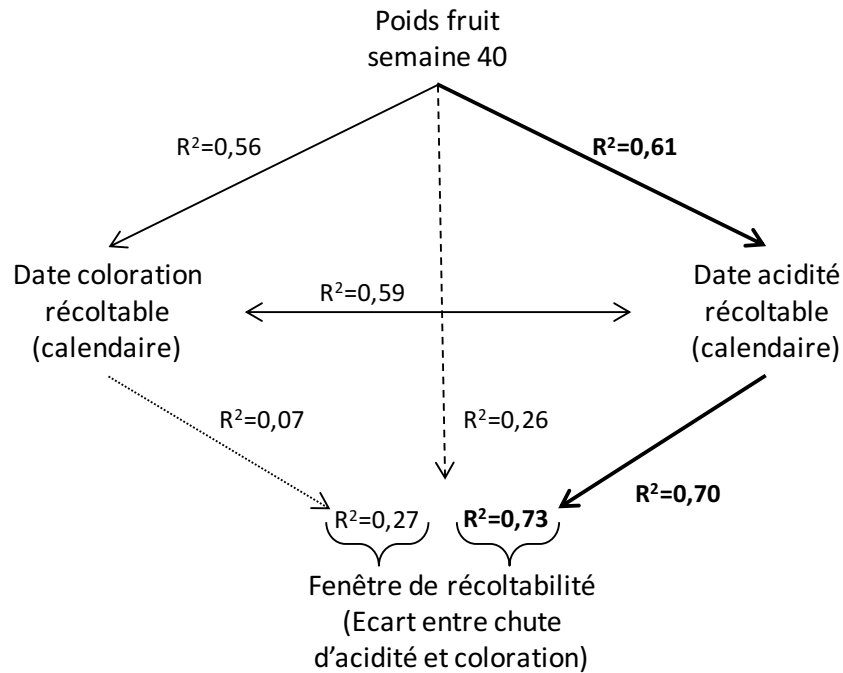 Poids fruit
semaine 40
R²=0,56
R²=0,61
Date coloration
récoltable
(calendaire)
R²=0,59
Date acidité
récoltable
(calendaire)
R²=0,07
R²=0,26
R²=0,70
R²=0,27
R²=0,73
Fenêtre de récoltabilité
(Ecart entre chute
d’acidité et coloration)